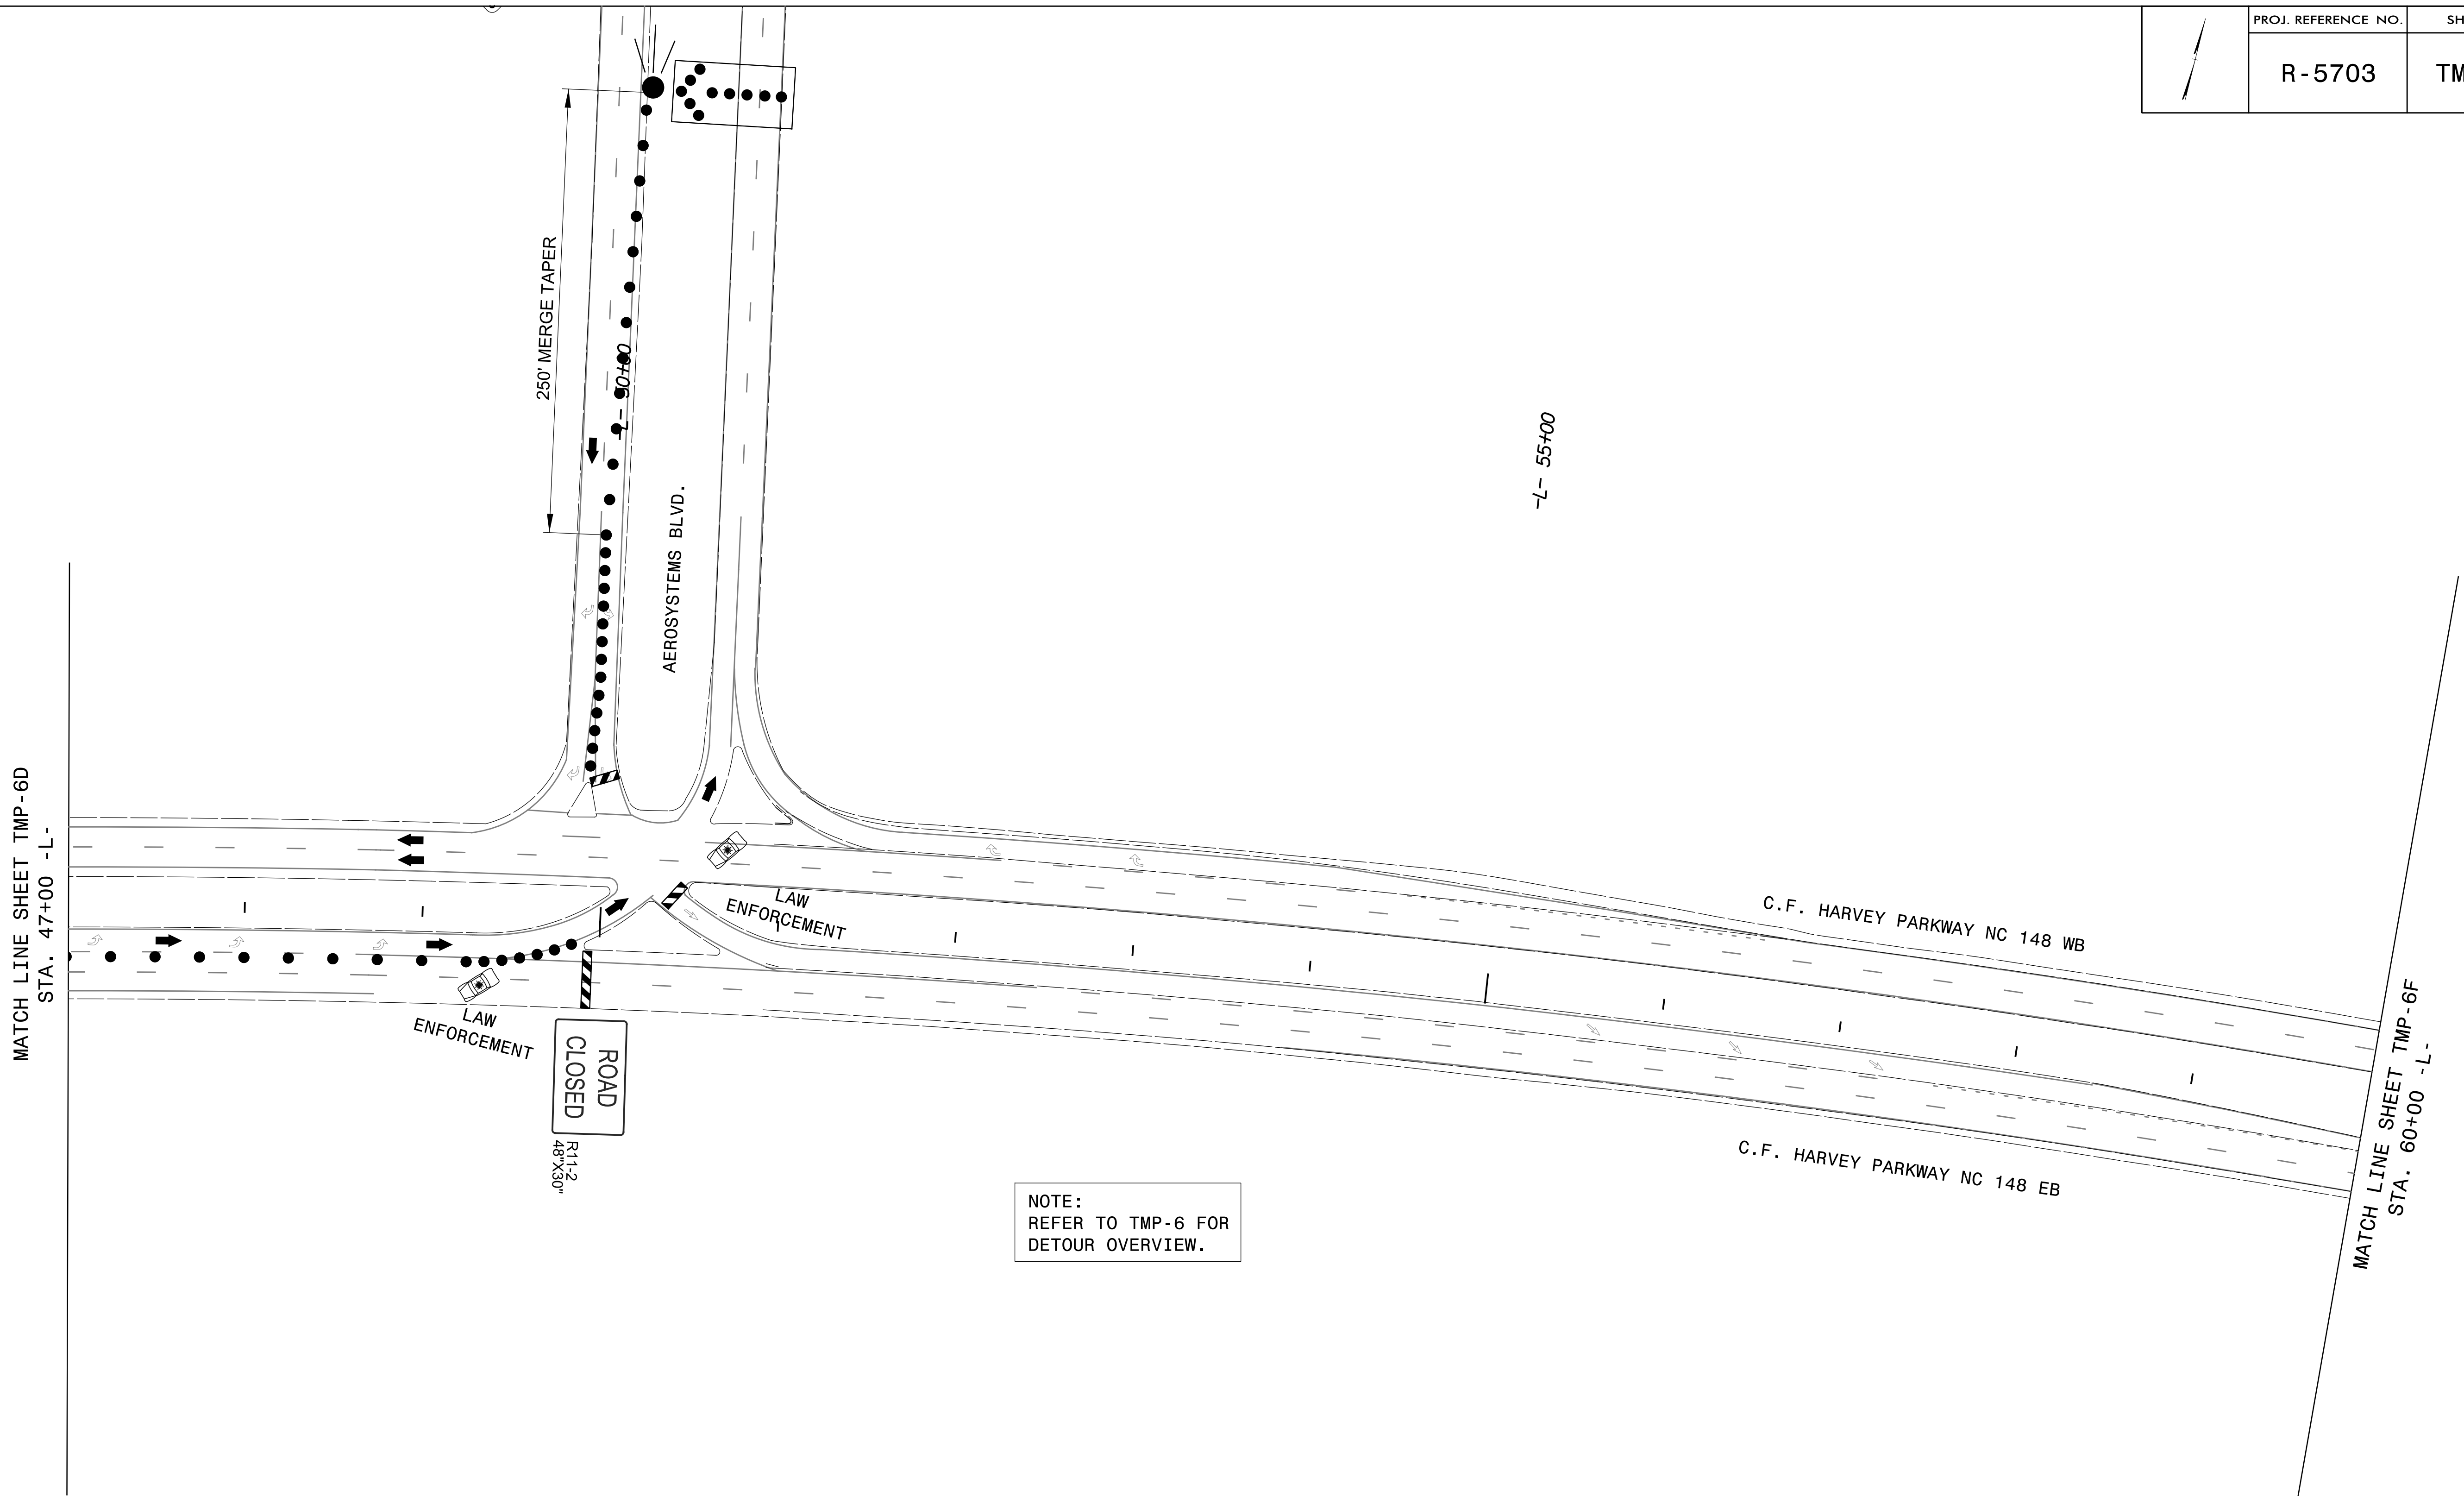 PROJ. REFERENCE NO.
SH
R-5703
TM
250' MERGE TAPER
-L- 50+00
-L- 55+00
AEROSYSTEMS BLVD.
MATCH LINE SHEET TMP-6D
STA. 47+00 -L-
LAW
ENFORCEMENT
C.F. HARVEY PARKWAY NC 148 WB
LAW
ENFORCEMENT
ROAD
CLOSED
R11-2
48"X30"
C.F. HARVEY PARKWAY NC 148 EB
MATCH LINE SHEET TMP-6F
STA. 60+00 -L-
NOTE:
REFER TO TMP-6 FOR
DETOUR OVERVIEW.